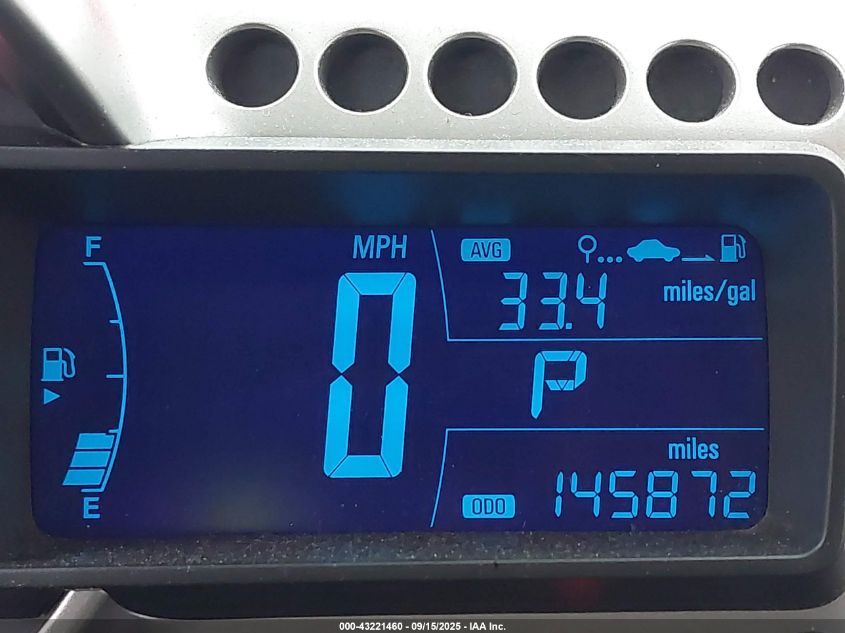 F
MPH
AVG
33.4 miles/gal
0
P
miles
E
ODO 145872
000-43221460 - 09/15/2025 - IAA Inc.